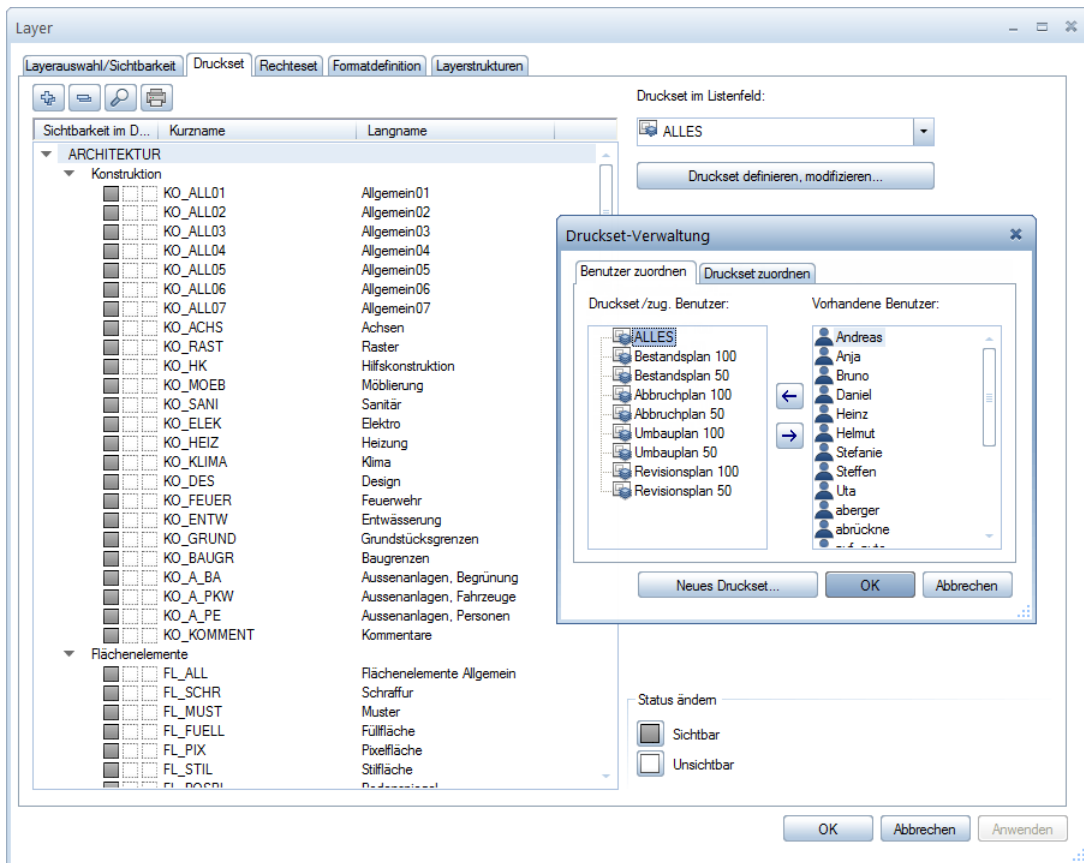 Layer
Layerauswahl/Sichtbarkeit Druckset Rechteset Formatdefinition Layerstrukturen
Druckset im Listenfeld:
ALLES
Druckset definieren, modifizieren...
Sichtbarkeit im D... Kurzname Langname
ARCHITEKTUR
Konstruktion
KO_ALL01 Allgemein01
KO_ALL02 Allgemein02
KO_ALL03 Allgemein03
KO_ALL04 Allgemein04
KO_ALL05 Allgemein05
KO_ALL06 Allgemein06
KO_ALL07 Allgemein07
KO_ACHS Achsen
KO_RAST Raster
KO_HK Hilfskonstruktion
KO_MOEB Möblierung
KO_SANI Sanitär
KO_ELEK Elektro
KO_HEIZ Heizung
KO_KLIMA Klima
KO_DES Design
KO_FEUER Feuerwehr
KO_ENTW Entwässerung
KO_GRUND Grundstücksgrenzen
KO_BAUGR Baugrenzen
KO_A_BA Aussenanlagen, Begrünung
KO_A_PKW Aussenanlagen, Fahrzeuge
KO_A_PE Aussenanlagen, Personen
KO_KOMMENT Kommentare
Flächenelemente
FL_ALL Flächenelemente Allgemein
FL_SCHR Schraffur
FL_MUST Muster
FL_FUELL Füllfläche
FL_PIX Pixelfläche
FL_STIL Stilfläche
Druckset-Verwaltung
Benutzer zuordnen Druckset zuordnen
Druckset/zug. Benutzer:
ALLES
Bestandsplan 100
Bestandsplan 50
Abbruchplan 100
Abbruchplan 50
Umbauplan 100
Umbauplan 50
Revisionsplan 100
Revisionsplan 50
Vorhandene Benutzer:
Andreas
Anja
Bruno
Daniel
Heinz
Helmut
Stefanie
Steffen
Uta
aberger
abrückne
Neues Druckset... OK Abbrechen
Status ändern
Sichtbar
Unsichtbar
OK Abbrechen Anwenden